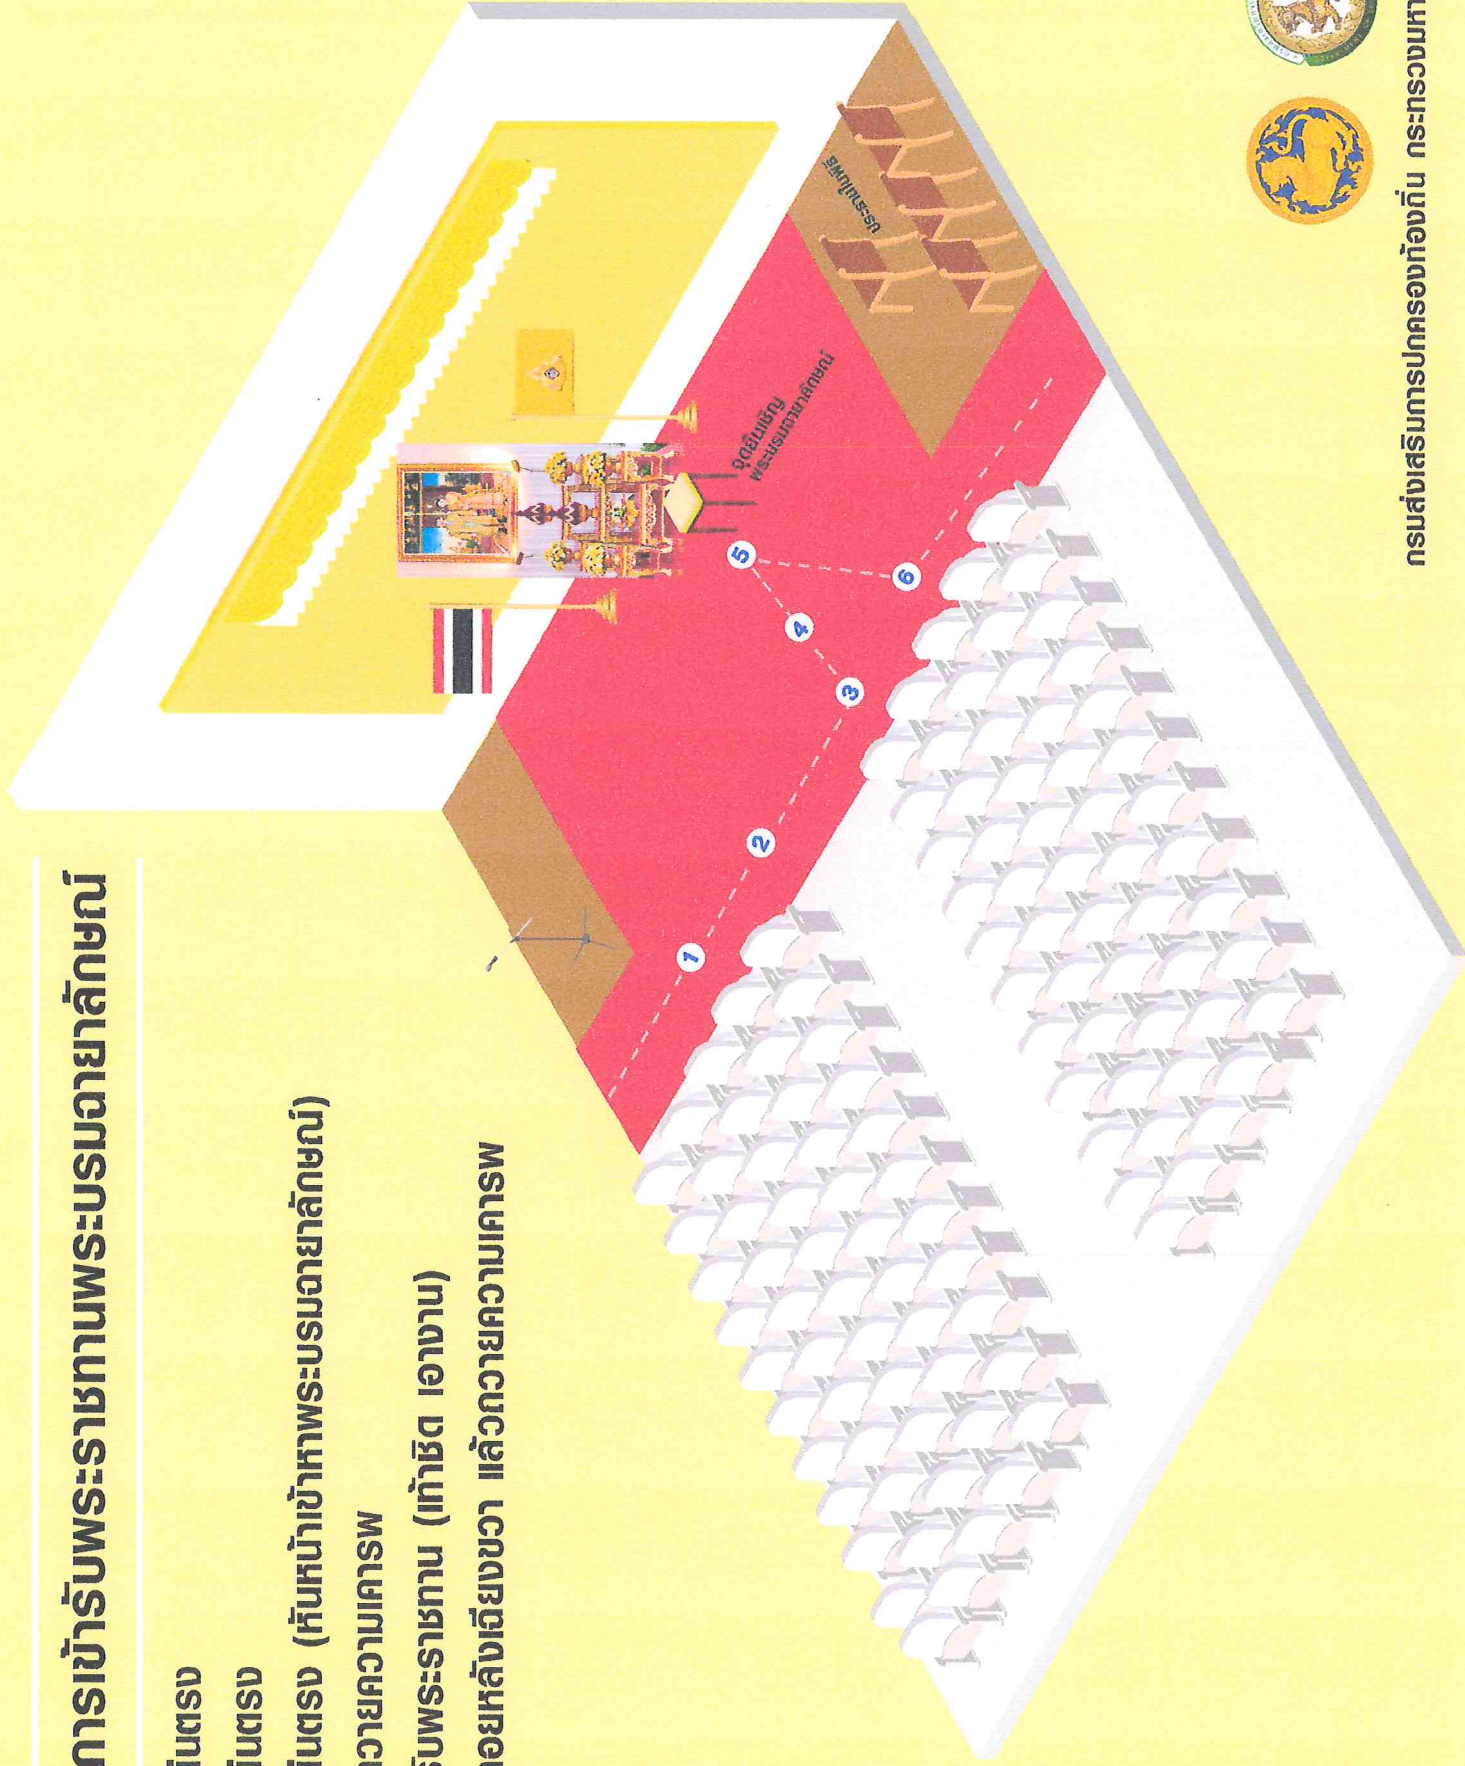 การเข้ารับพระราชทานพระบรมฉายาลักษณ์
ยืนตรง
ยืนตรง
ยืนตรง (หันหน้าเข้าหาพระบรมฉายาลักษณ์)
ถวายความเคารพ
รับพระราชทาน (เท้าชิด เอางาน)
ถอยหลังเฉียงขวา แล้วถวายความเคารพ
1
2
3
4
5
6
จุดยืนเชิญ
พระบรมฉายาลักษณ์
ประธานในพิธี
กรมส่งเสริมการปกครองท้องถิ่น กระทรวงมหา